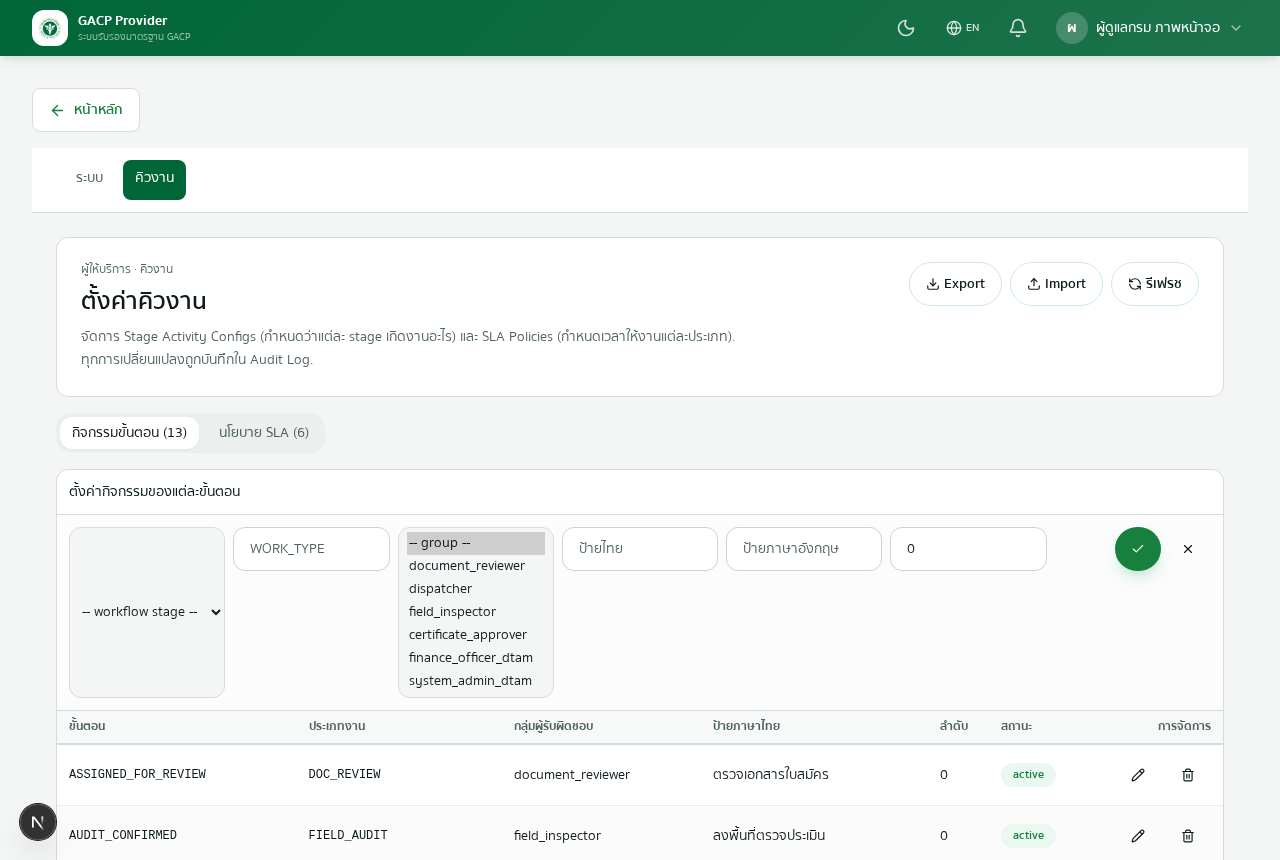 GACP Provider
ระบบรับรองมาตรฐาน GACP
EN
ผ
ผู้ดูแลกรม ภาพหน้าจอ
หน้าหลัก
ระบบ
คิวงาน
ผู้ให้บริการ · คิวงาน
ตั้งค่าคิวงาน
จัดการ Stage Activity Configs (กำหนดว่าแต่ละ stage เกิดงานอะไร) และ SLA Policies (กำหนดเวลาให้งานแต่ละประเภท).
ทุกการเปลี่ยนแปลงถูกบันทึกใน Audit Log.
Export
Import
รีเฟรช
กิจกรรมขั้นตอน (13)
นโยบาย SLA (6)
ตั้งค่ากิจกรรมของแต่ละขั้นตอน
-- workflow stage --
WORK_TYPE
-- group --
document_reviewer
dispatcher
field_inspector
certificate_approver
finance_officer_dtam
system_admin_dtam
ป้ายไทย
ป้ายภาษาอังกฤษ
0
ขั้นตอน ประเภทงาน กลุ่มผู้รับผิดชอบ ป้ายภาษาไทย ลำดับ สถานะ การจัดการ
ASSIGNED_FOR_REVIEW DOC_REVIEW document_reviewer ตรวจเอกสารใบสมัคร 0 active
AUDIT_CONFIRMED FIELD_AUDIT field_inspector ลงพื้นที่ตรวจประเมิน 0 active
N